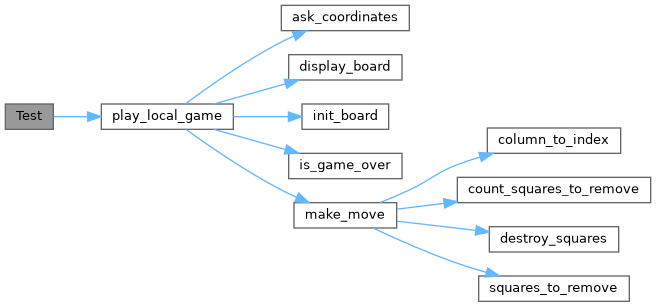 Test
play_local_game
ask_coordinates
display_board
init_board
is_game_over
make_move
column_to_index
count_squares_to_remove
destroy_squares
squares_to_remove